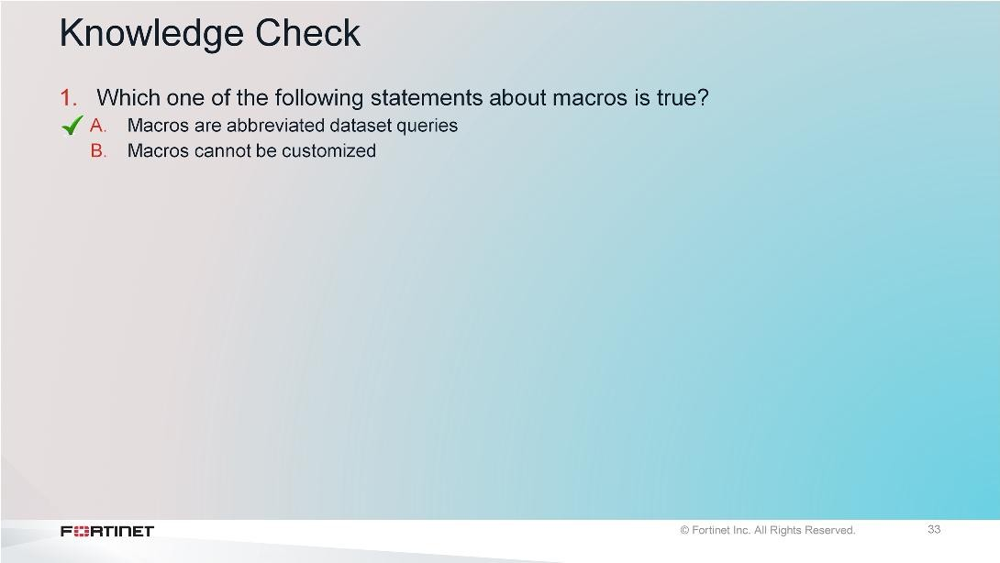 Knowledge Check
1. Which one of the following statements about macros is true?
A. Macros are abbreviated dataset queries
B. Macros cannot be customized
FORTINET
© Fortinet Inc. All Rights Reserved.
33